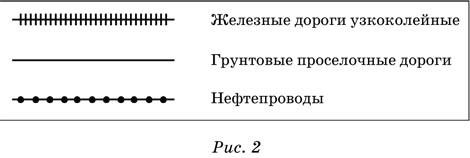 Железные дороги узкоколейные
Грунтовые проселочные дороги
Нефтепроводы
Рис. 2